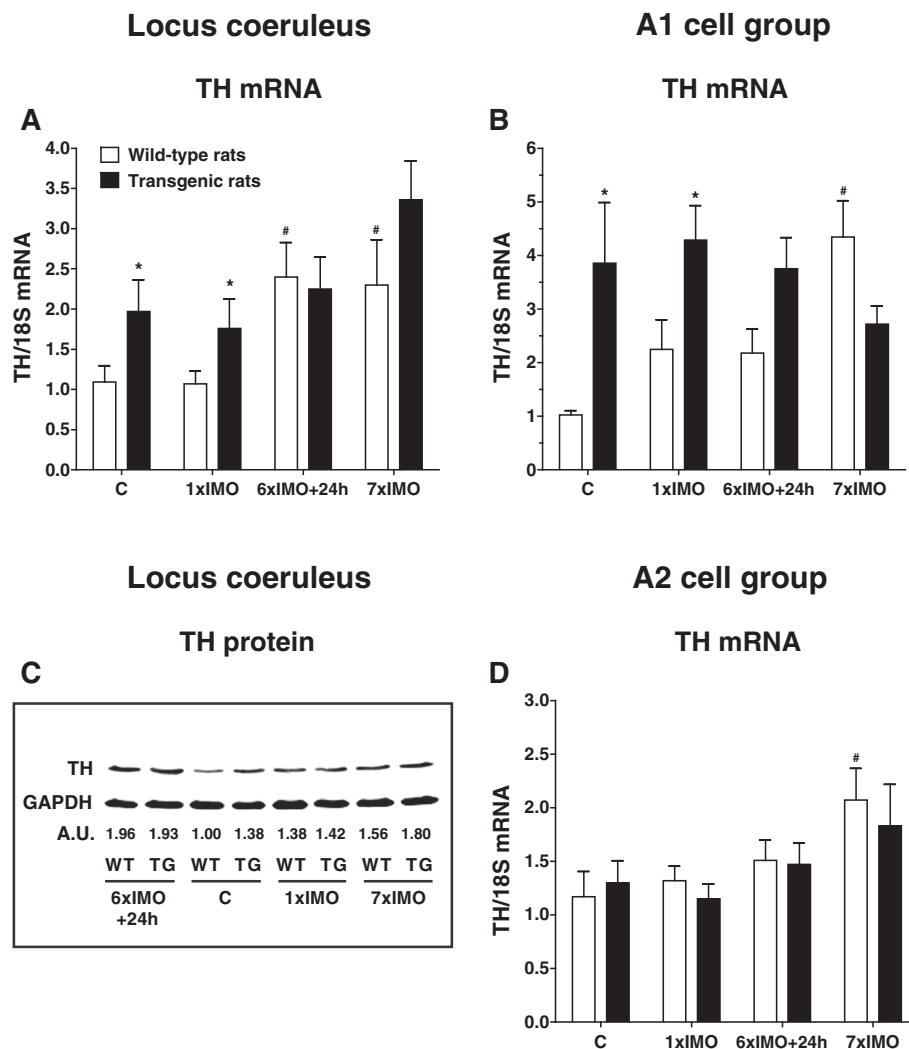 Locus coeruleus
TH mRNA
A
TH/18S mRNA
4.0
3.5
3.0
2.5
2.0
1.5
1.0
0.5
0.0
Wild-type rats
Transgenic rats
* * # #
C 1xIMO 6xIMO+24h 7xIMO
A1 cell group
TH mRNA
B
TH/18S mRNA
6
5
4
3
2
1
0
* * #
C 1xIMO 6xIMO+24h 7xIMO
Locus coeruleus
TH protein
C
TH
GAPDH
A.U. 1.96 1.93 1.00 1.38 1.38 1.42 1.56 1.80
WT TG WT TG WT TG WT TG
6xIMO C 1xIMO 7xIMO
+24h
A2 cell group
TH mRNA
D
TH/18S mRNA
3.0
2.5
2.0
1.5
1.0
0.5
0.0
#
C 1xIMO 6xIMO+24h 7xIMO